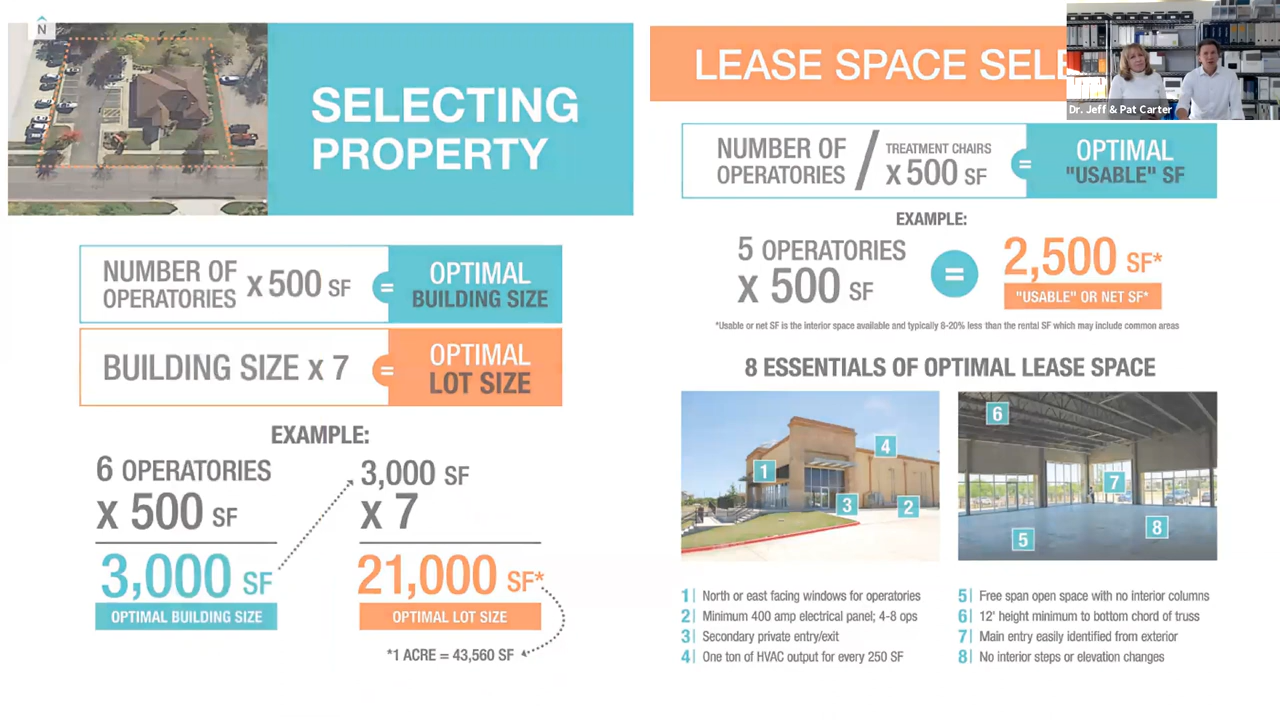 N
SELECTING
PROPERTY
NUMBER OF
OPERATORIES
x 500 SF
=
OPTIMAL
BUILDING SIZE
BUILDING SIZE x 7
=
OPTIMAL
LOT SIZE
EXAMPLE:
6 OPERATORIES
x 500 SF
3,000 SF
OPTIMAL BUILDING SIZE
3,000 SF
x 7
21,000 SF*
OPTIMAL LOT SIZE
*1 ACRE = 43,560 SF
LEASE SPACE SELE
Dr. Jeff & Pat Carter
NUMBER OF
OPERATORIES
/
TREATMENT CHAIRS
x 500 SF
=
OPTIMAL
"USABLE" SF
EXAMPLE:
5 OPERATORIES
x 500 SF
=
2,500 SF*
"USABLE" OR NET SF*
*Usable or net SF is the interior space available and typically 8-20% less than the rental SF which may include common areas
8 ESSENTIALS OF OPTIMAL LEASE SPACE
1
4
3
2
6
7
5
8
1| North or east facing windows for operatories
2| Minimum 400 amp electrical panel; 4-8 ops
3| Secondary private entry/exit
4| One ton of HVAC output for every 250 SF
5| Free span open space with no interior columns
6| 12' height minimum to bottom chord of truss
7| Main entry easily identified from exterior
8| No interior steps or elevation changes